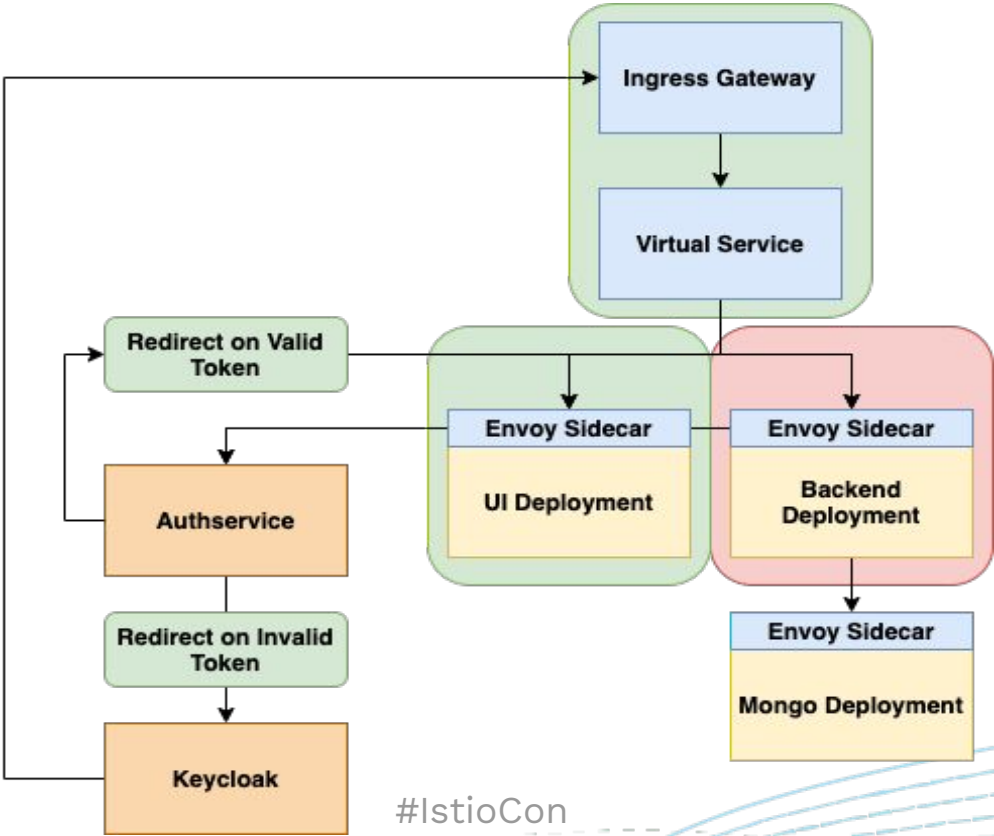 Ingress Gateway
Virtual Service
Redirect on Valid
Token
Envoy Sidecar
UI Deployment
Envoy Sidecar
Backend
Deployment
Authservice
Redirect on Invalid
Token
Envoy Sidecar
Mongo Deployment
Keycloak
#IstioCon